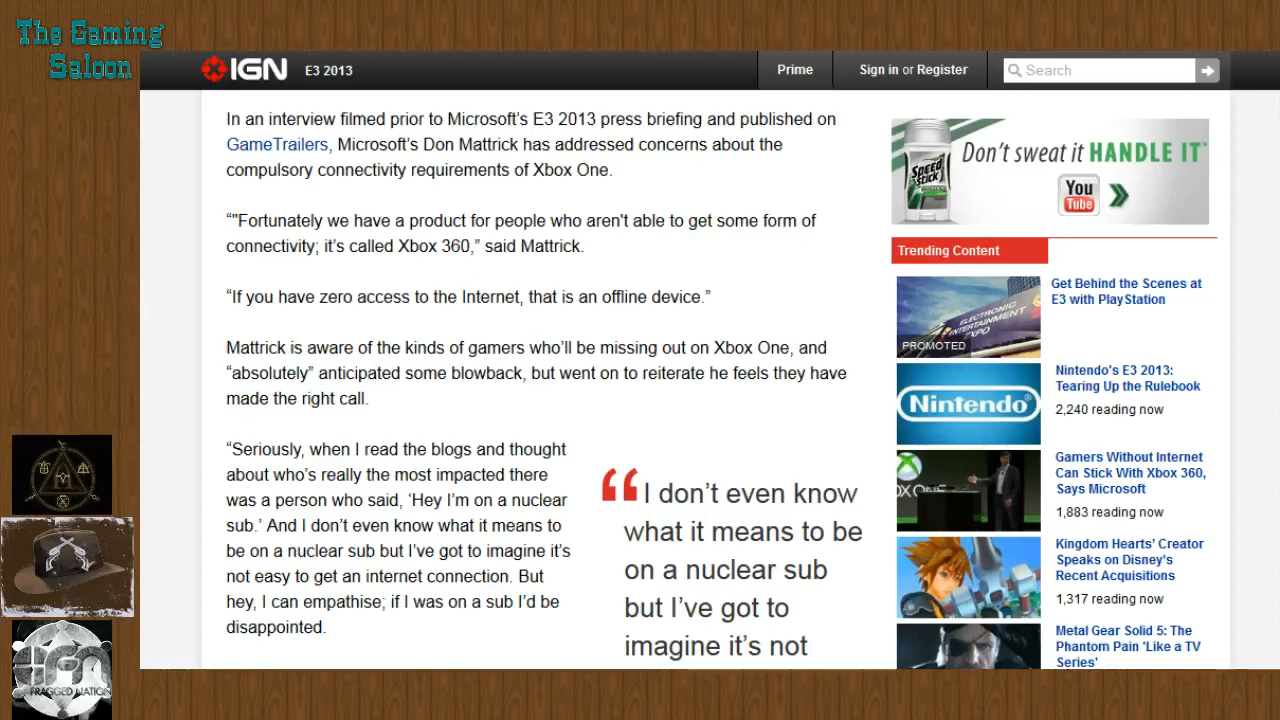 The Gaming
Saloon
IGN
E3 2013
Prime
Sign in or Register
Search
In an interview filmed prior to Microsoft's E3 2013 press briefing and published on
GameTrailers, Microsoft's Don Mattrick has addressed concerns about the
compulsory connectivity requirements of Xbox One.
“"Fortunately we have a product for people who aren't able to get some form of
connectivity; it's called Xbox 360,” said Mattrick.
“If you have zero access to the Internet, that is an offline device.”
Mattrick is aware of the kinds of gamers who'll be missing out on Xbox One, and
“absolutely” anticipated some blowback, but went on to reiterate he feels they have
made the right call.
“Seriously, when I read the blogs and thought
about who's really the most impacted there
was a person who said, ‘Hey I'm on a nuclear
sub.’ And I don't even know what it means to
be on a nuclear sub but I've got to imagine it's
not easy to get an internet connection. But
hey, I can empathise; if I was on a sub I'd be
disappointed.
“I don't even know
what it means to be
on a nuclear sub
but I've got to
imagine it's not
SPEED
STICK
Don't sweat it HANDLE IT™
You
Tube
Trending Content
ELECTRONIC
ENTERTAINMENT
EXPO
PROMOTED
Get Behind the Scenes at
E3 with PlayStation
Nintendo®
Nintendo's E3 2013:
Tearing Up the Rulebook
2,240 reading now
XBOX ONE
Gamers Without Internet
Can Stick With Xbox 360,
Says Microsoft
1,883 reading now
Kingdom Hearts' Creator
Speaks on Disney's
Recent Acquisitions
1,317 reading now
Metal Gear Solid 5: The
Phantom Pain 'Like a TV
Series'
FRAGGED NATION